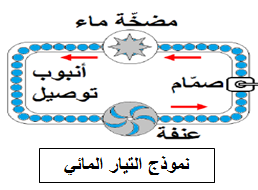 مضخّة ماء
أنبوب
توصيل
صمّام
عنفة
نموذج التيار المائي